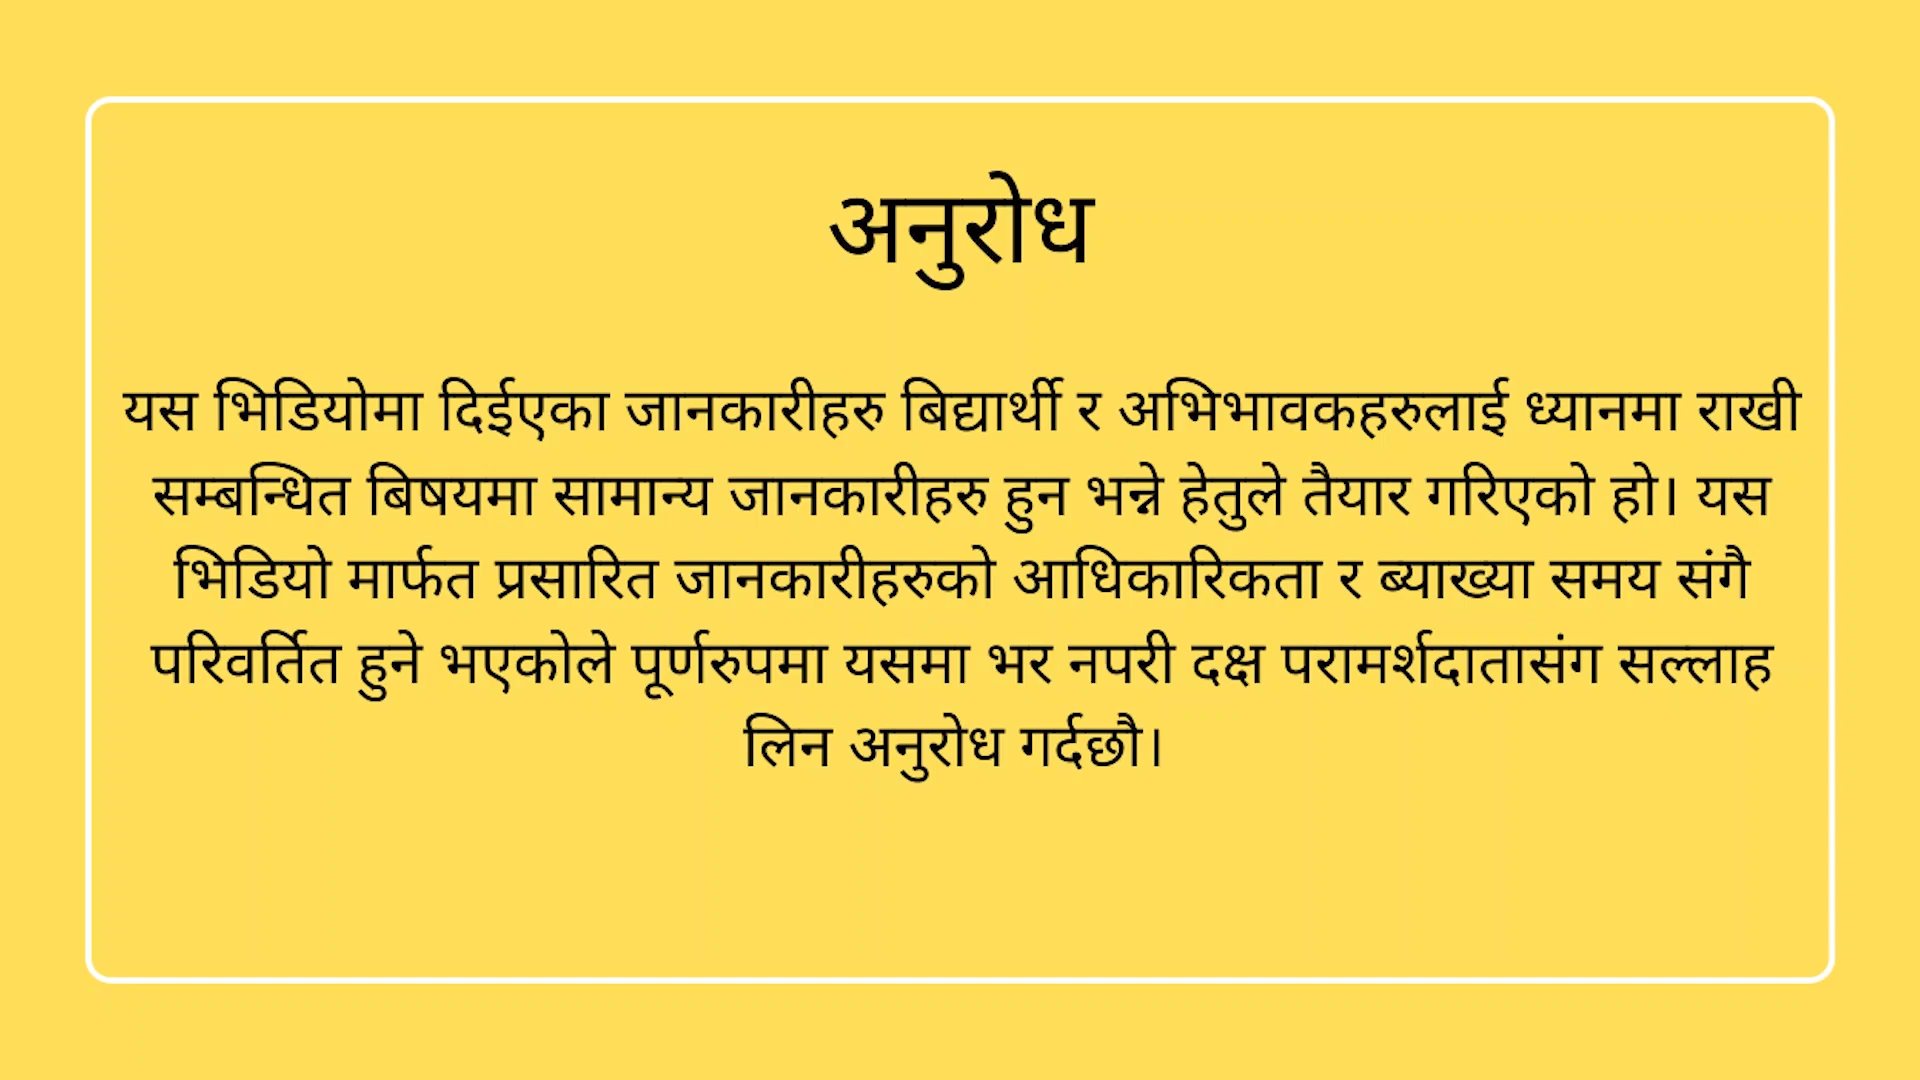 अनुरोध
यस भिडियोमा दिईएका जानकारीहरु बिद्यार्थी र अभिभावकहरुलाई ध्यानमा राखी
सम्बन्धित बिषयमा सामान्य जानकारीहरु हुन भन्ने हेतुले तैयार गरिएको हो। यस
भिडियो मार्फत प्रसारित जानकारीहरुको आधिकारिकता र ब्याख्या समय संगै
परिवर्तित हुने भएकोले पूर्णरुपमा यसमा भर नपरी दक्ष परामर्शदातासंग सल्लाह
लिन अनुरोध गर्दछौ।